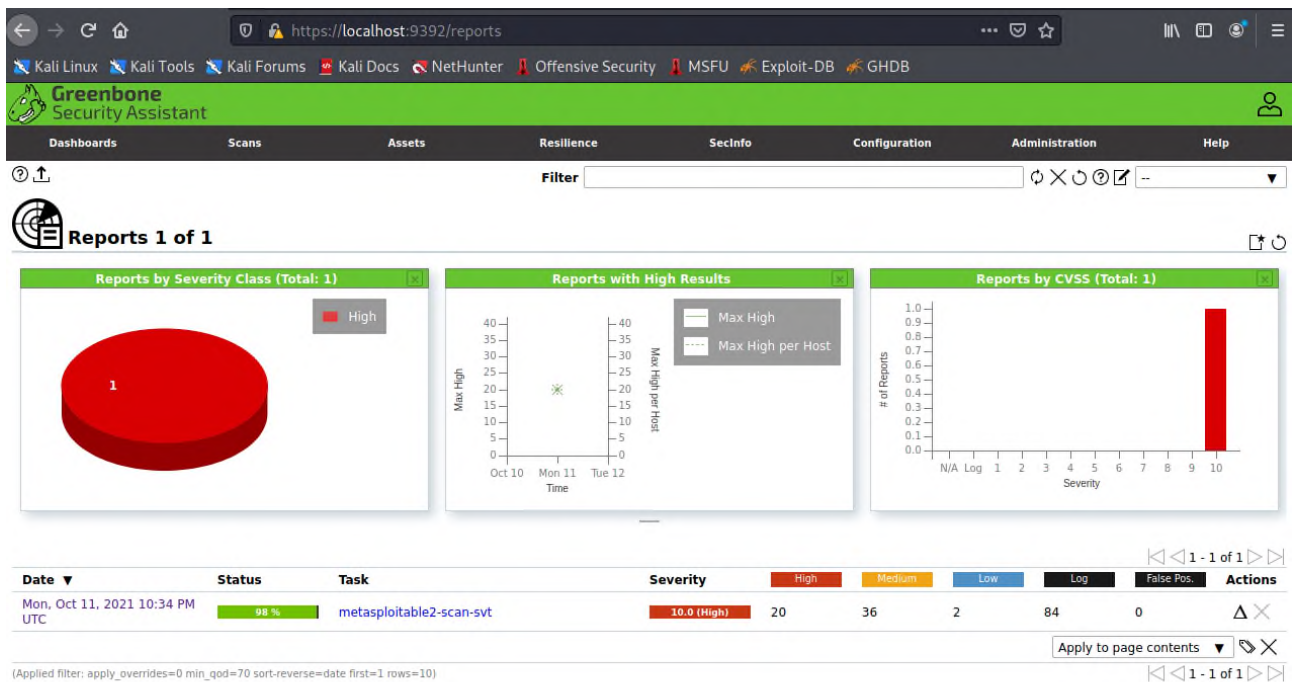 https://localhost:9392/reports
Kali Linux Kali Tools Kali Forums Kali Docs NetHunter Offensive Security MSFU Exploit-DB GHDB
Greenbone
Security Assistant
Dashboards Scans Assets Resilience SecInfo Configuration Administration Help
Filter --
Reports 1 of 1
Reports by Severity Class (Total: 1)
High
1
Reports with High Results
Max High
Max High per Host
40 40
35 35
30 30
25 25
20 20
15 15
10 10
5 5
0 0
Max High
Max High per Host
Oct 10 Mon 11 Tue 12
Time
Reports by CVSS (Total: 1)
1.0
0.9
0.8
0.7
0.6
0.5
0.4
0.3
0.2
0.1
0.0
# of Reports
N/A Log 1 2 3 4 5 6 7 8 9 10
Severity
1 - 1 of 1
Date ▼ Status Task Severity High Medium Low Log False Pos. Actions
Mon, Oct 11, 2021 10:34 PM
UTC
98 % metasploitable2-scan-svt 10.0 (High) 20 36 2 84 0
Apply to page contents ▼
(Applied filter: apply_overrides=0 min_qod=70 sort-reverse=date first=1 rows=10)
1 - 1 of 1